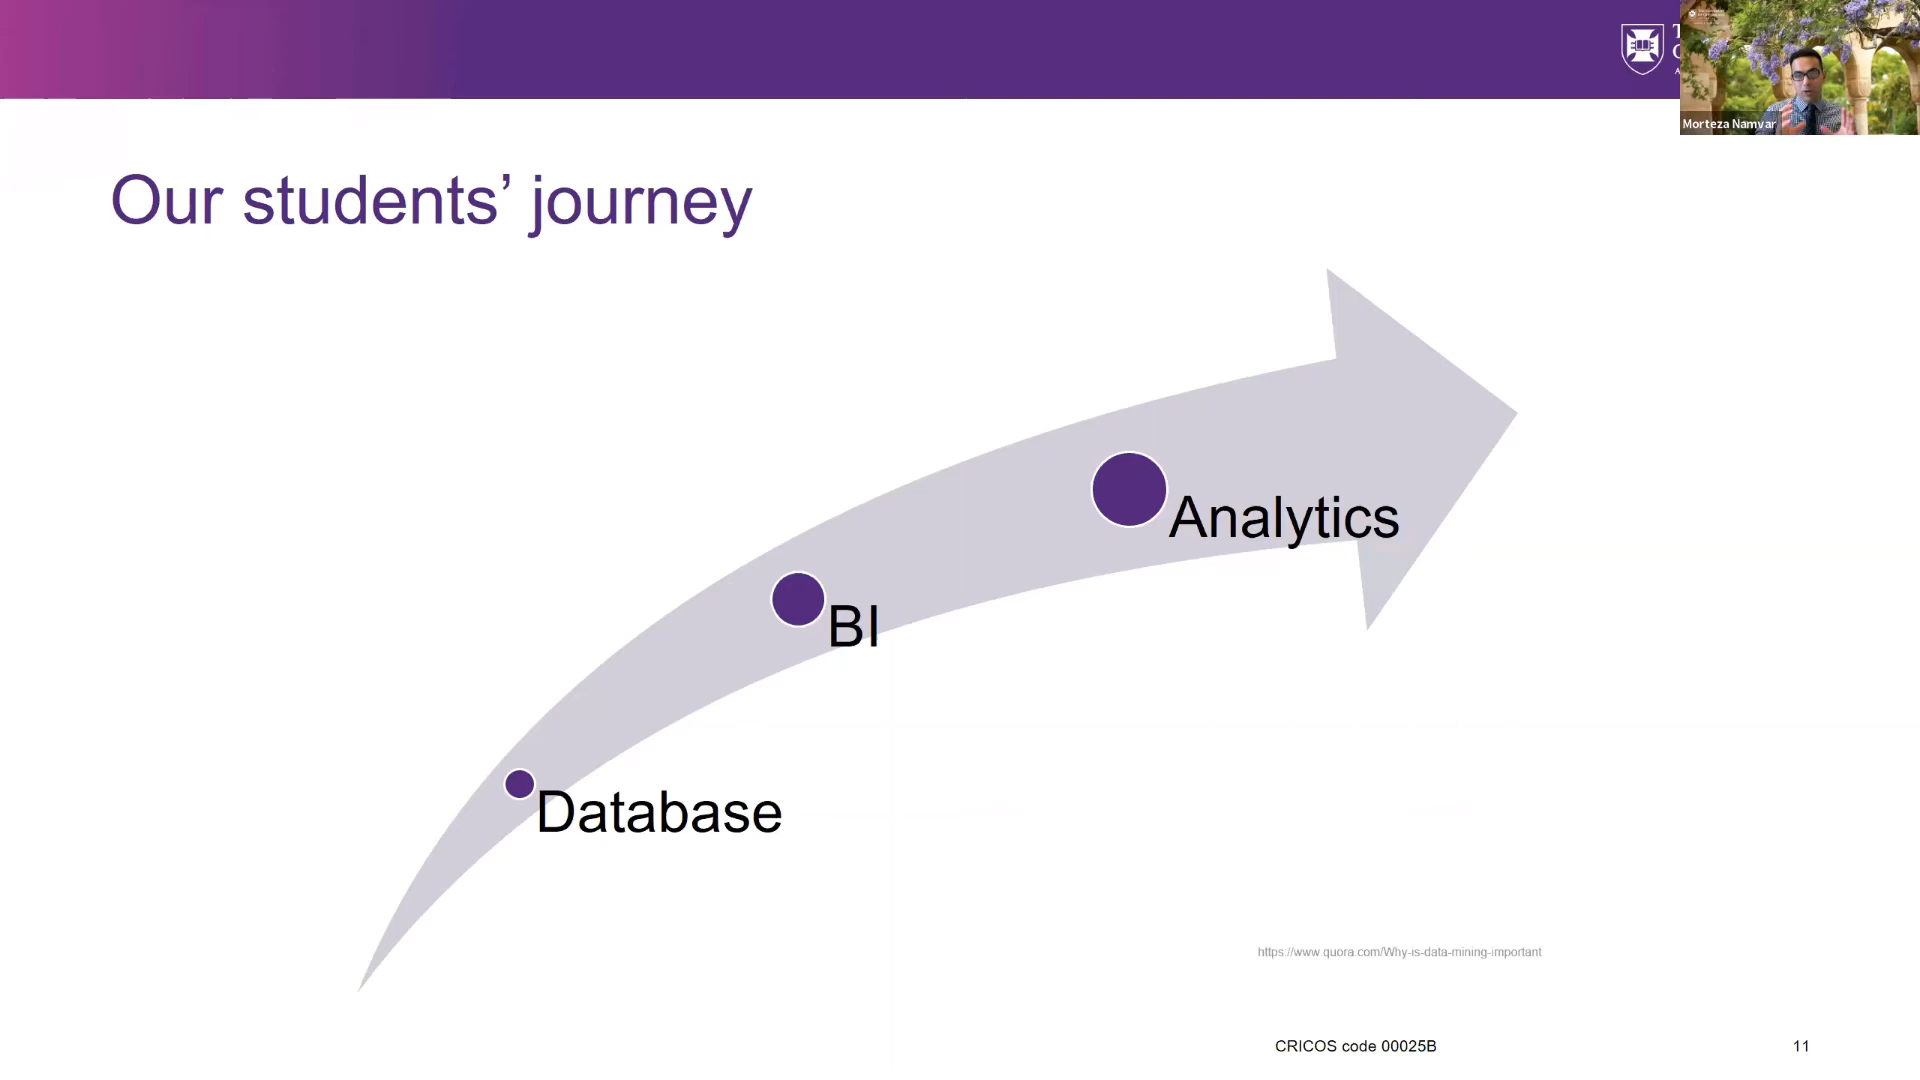 Morteza Namvar
Our students’ journey
Analytics
BI
Database
https://www.quora.com/Why-is-data-mining-important
CRICOS code 00025B
11